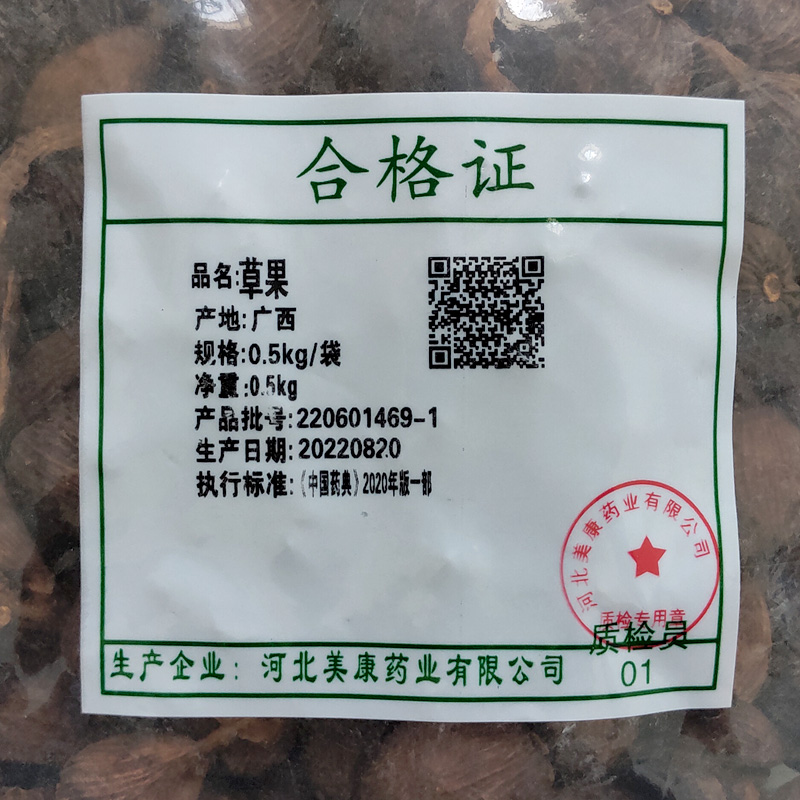 合格证
品名:草果
产地:广西
规格:0.5kg/袋
净重:0.5kg
产品批号:220601469-1
生产日期:20220820
执行标准:《中国药典》2020年版一部
河北美康药业有限公司
质检专用章
质检员
01
生产企业:河北美康药业有限公司